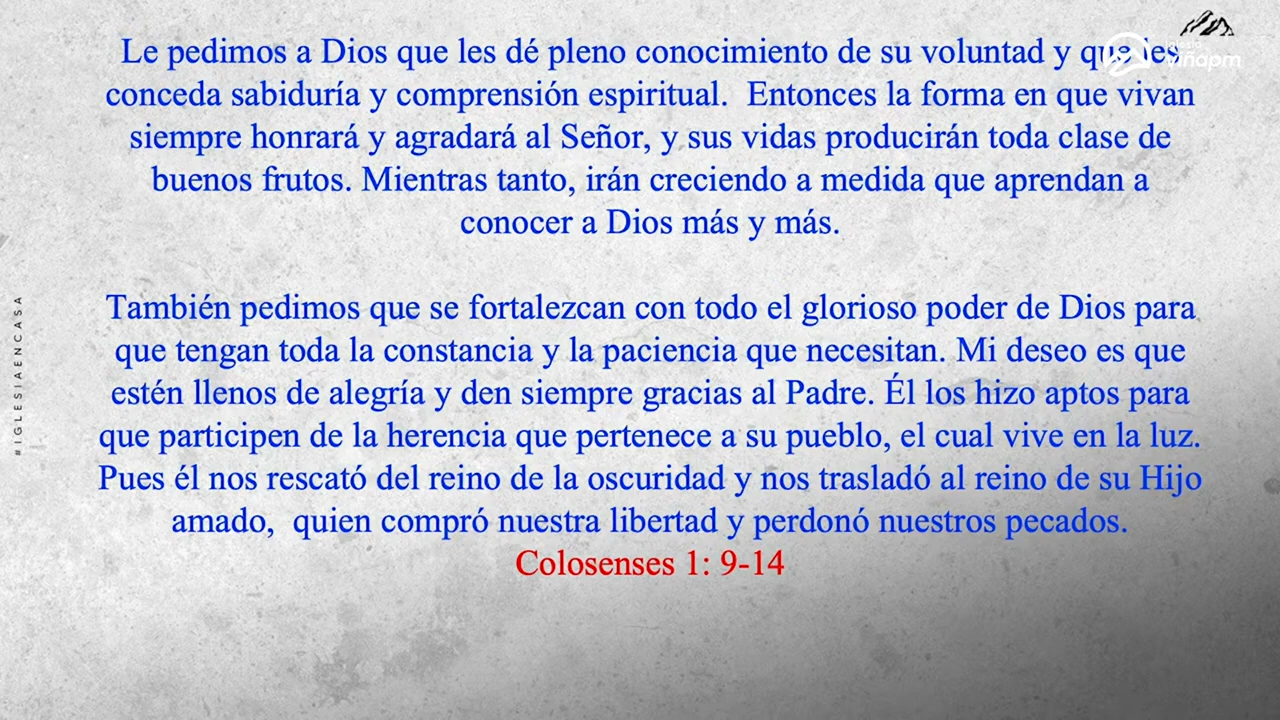 Le pedimos a Dios que les dé pleno conocimiento de su voluntad y que les
conceda sabiduría y comprensión espiritual.  Entonces la forma en que vivan
siempre honrará y agradará al Señor, y sus vidas producirán toda clase de
buenos frutos. Mientras tanto, irán creciendo a medida que aprendan a
conocer a Dios más y más.
También pedimos que se fortalezcan con todo el glorioso poder de Dios para
que tengan toda la constancia y la paciencia que necesitan. Mi deseo es que
estén llenos de alegría y den siempre gracias al Padre. Él los hizo aptos para
que participen de la herencia que pertenece a su pueblo, el cual vive en la luz.
Pues él nos rescató del reino de la oscuridad y nos trasladó al reino de su Hijo
amado,  quien compró nuestra libertad y perdonó nuestros pecados.
Colosenses 1: 9-14
#IGLESIAENCASA